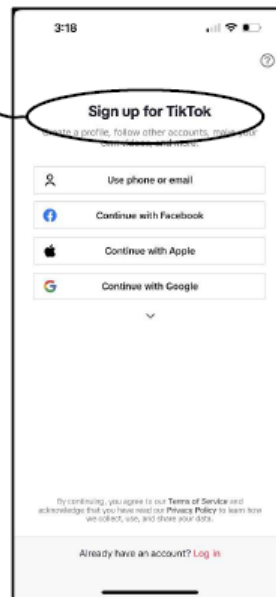 3:18
Sign up for TikTok
Create a profile, follow other accounts, make your
own videos, and more.
Use phone or email
Continue with Facebook
Continue with Apple
Continue with Google
By continuing, you agree to our Terms of Service and
acknowledge that you have read our Privacy Policy to learn how
we collect, use, and share your data.
Already have an account? Log in